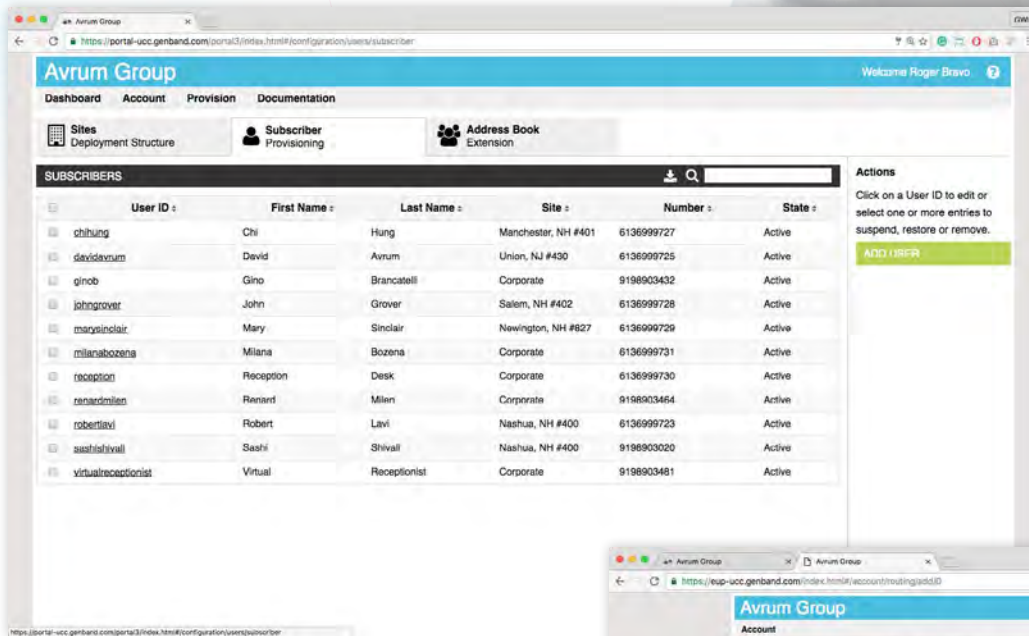 Avrum Group
https://portal-ucc.genband.com/portal3/index.html#/configuration/users/subscriber
Avrum Group
Welcome Roger Bravo
Dashboard Account Provision Documentation
Sites
Deployment Structure
Subscriber
Provisioning
Address Book
Extension
SUBSCRIBERS
User ID First Name Last Name Site Number State
chihung Chi Hung Manchester, NH #401 6136999727 Active
davidavrum David Avrum Union, NJ #430 6136999725 Active
ginob Gino Brancatelli Corporate 9198903432 Active
johngrover John Grover Salem, NH #402 6136999728 Active
marysinclair Mary Sinclair Newington, NH #827 6136999729 Active
milanabozena Milana Bozena Corporate 6136999731 Active
reception Reception Desk Corporate 6136999730 Active
renardmilen Renard Milen Corporate 9198903464 Active
robertlavi Robert Lavi Nashua, NH #400 6136999723 Active
sashishivali Sashi Shivali Nashua, NH #400 9198903020 Active
virtualreceptionist Virtual Receptionist Corporate 9198903481 Active
Actions
Click on a User ID to edit or
select one or more entries to
suspend, restore or remove.
ADD USER
https://portal-ucc.genband.com/portal3/index.html#/configuration/users/subscriber
Avrum Group Avrum Group
https://eup-ucc.genband.com/index.html#/account/routing/add/0
Avrum Group
Account